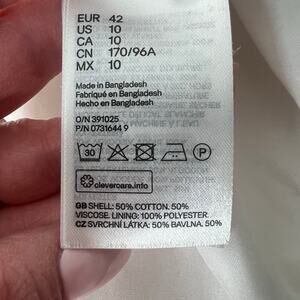 EUR 42
US 10
CA 10
CN 170/96A
MX 10
Made in Bangladesh
Fabriqué en Bangladesh
Hecho en Bangladesh
O/N 391025
P/N 0731644 9
30 P
clevercare.info
GB SHELL: 50% COTTON. 50%
VISCOSE. LINING: 100% POLYESTER.
CZ SVRCHNÍ LÁTKA: 50% BAVLNA. 50%